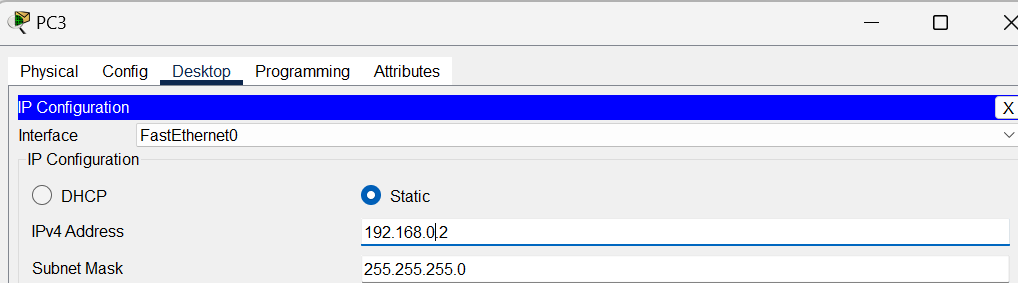 PC3
Physical Config Desktop Programming Attributes
IP Configuration X
Interface FastEthernet0
IP Configuration
DHCP Static
IPv4 Address 192.168.0.2
Subnet Mask 255.255.255.0